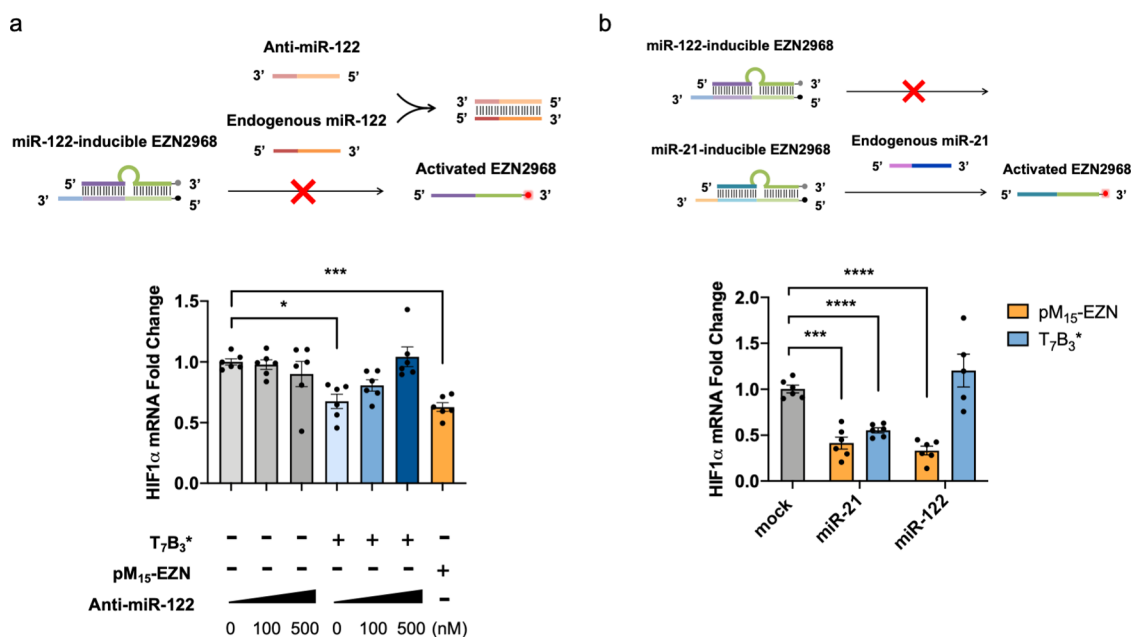 a
Anti-miR-122
3’ 5’
Endogenous miR-122
5’ 3’
3’ 5’
5’ 3’
miR-122-inducible EZN2968
5’ 3’
3’ 5’
Activated EZN2968
5’ 3’
HIF1α mRNA Fold Change
1.5
1.0
0.5
0.0
*
***
T7B3* − − − + + + −
pM15-EZN − − − − − − +
Anti-miR-122 −
0 100 500 0 100 500 (nM)
b
miR-122-inducible EZN2968
5’ 3’
3’ 5’
miR-21-inducible EZN2968
5’ 3’
3’ 5’
Endogenous miR-21
5’ 3’
Activated EZN2968
5’ 3’
HIF1α mRNA Fold Change
2.0
1.5
1.0
0.5
0.0
****
****
***
mock
miR-21
miR-122
pM15-EZN
T7B3*